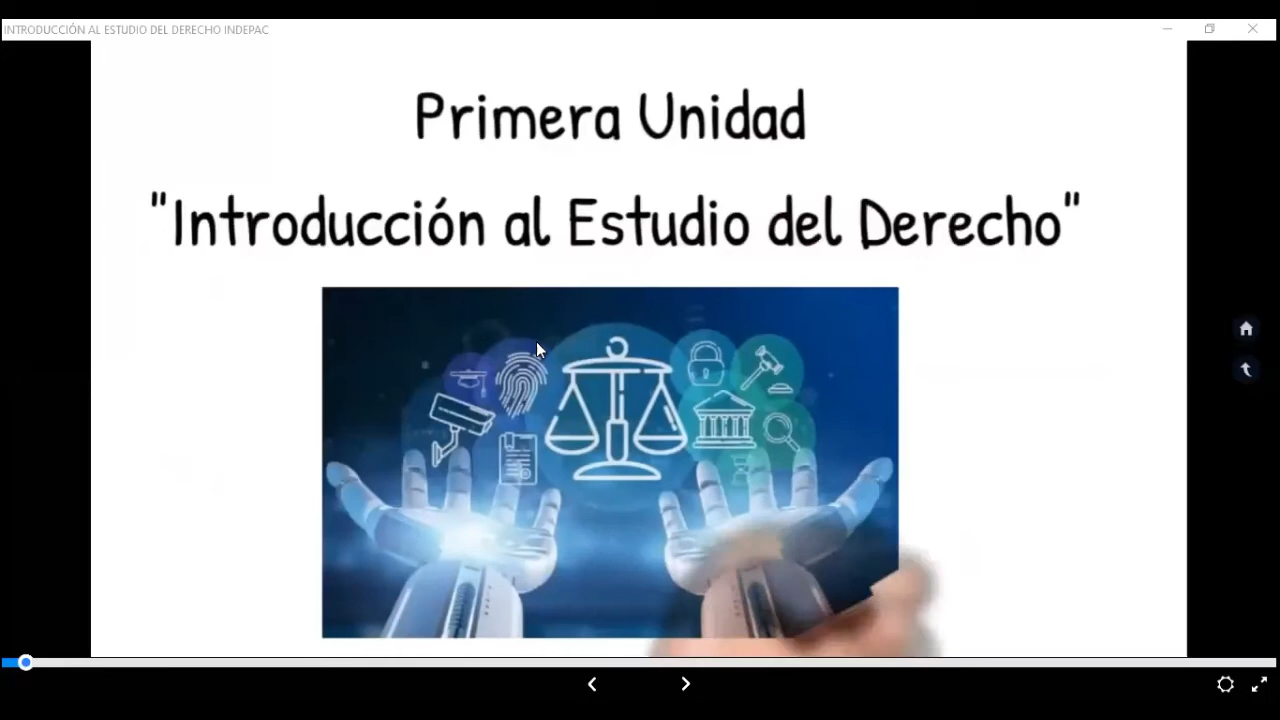 INTRODUCCIÓN AL ESTUDIO DEL DERECHO INDEPAC
Primera Unidad
"Introducción al Estudio del Derecho"